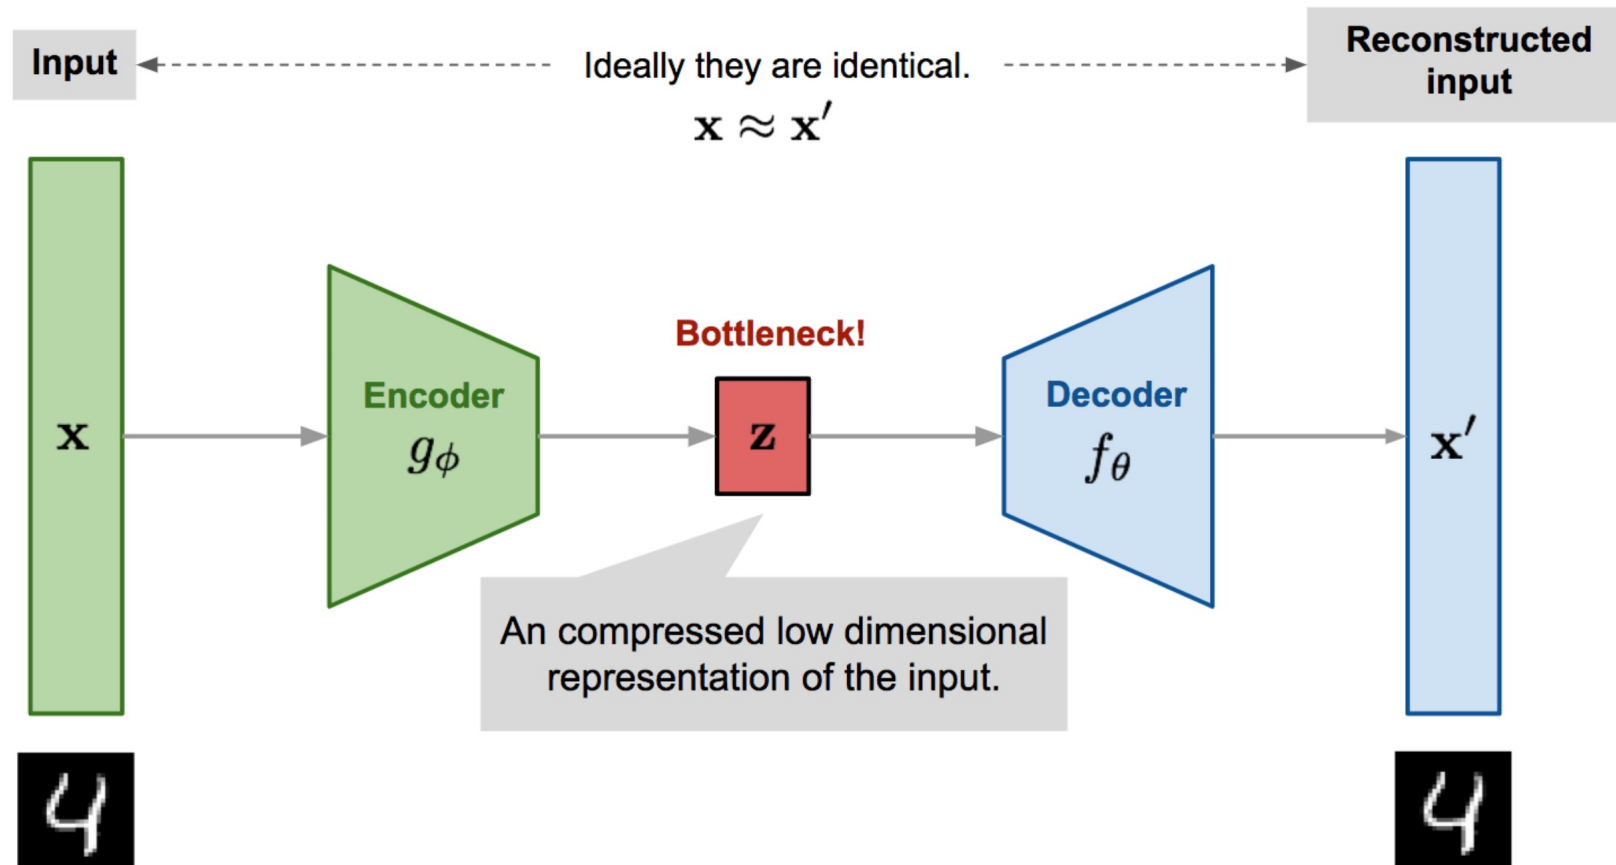 Input
Ideally they are identical.
x ≈ x′
Reconstructed
input
Bottleneck!
x
Encoder
gϕ
z
Decoder
fθ
x′
An compressed low dimensional
representation of the input.
4
4